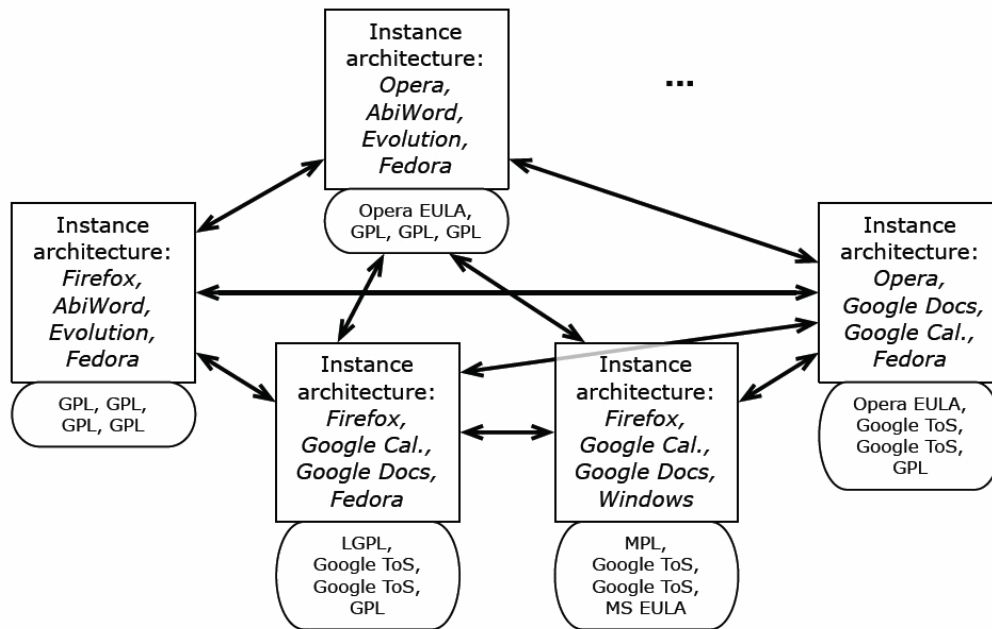 Instance
architecture:
Opera,
AbiWord,
Evolution,
Fedora
Opera EULA,
GPL, GPL, GPL
...
Instance
architecture:
Firefox,
AbiWord,
Evolution,
Fedora
GPL, GPL,
GPL, GPL
Instance
architecture:
Opera,
Google Docs,
Google Cal.,
Fedora
Opera EULA,
Google ToS,
Google ToS,
GPL
Instance
architecture:
Firefox,
Google Cal.,
Google Docs,
Fedora
LGPL,
Google ToS,
Google ToS,
GPL
Instance
architecture:
Firefox,
Google Cal.,
Google Docs,
Windows
MPL,
Google ToS,
Google ToS,
MS EULA